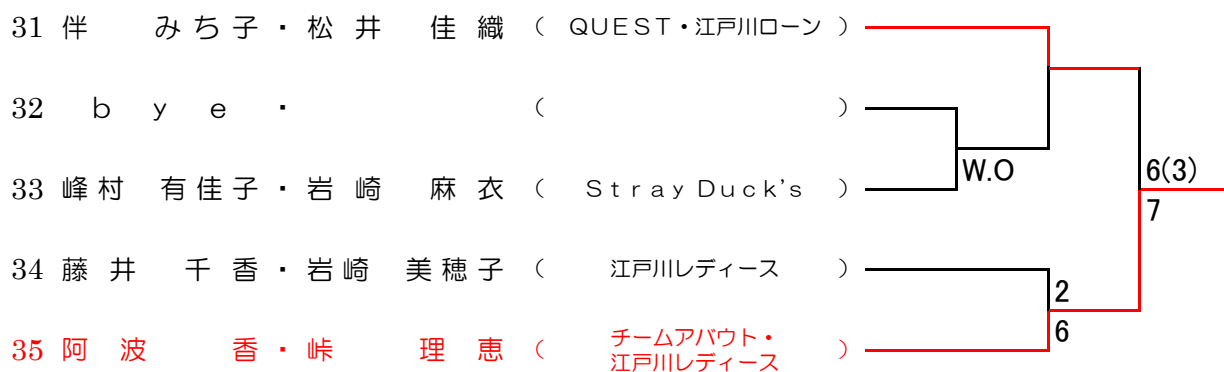 31 伴 みち子・松井 佳織（ QUEST・江戸川ローン ）
32 bye・（ ）
W.O
6(3)
33 峰村 有佳子・岩崎 麻衣（ Stray Duck's ）
7
34 藤井 千香・岩崎 美穂子（ 江戸川レディース ）
2
6
35 阿波 香・峠 理恵（ チームアバウト・
江戸川レディース ）